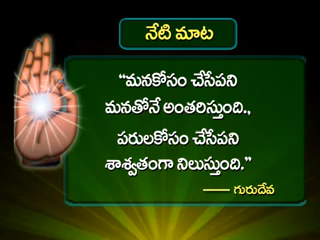 నేటి మాట
“మనకోసం చేసేపని
మనతోనే అంతరిస్తుంది.,
పరులకోసం చేసేపని
శాశ్వతంగా నిలుస్తుంది.”
—— గురుదేవ